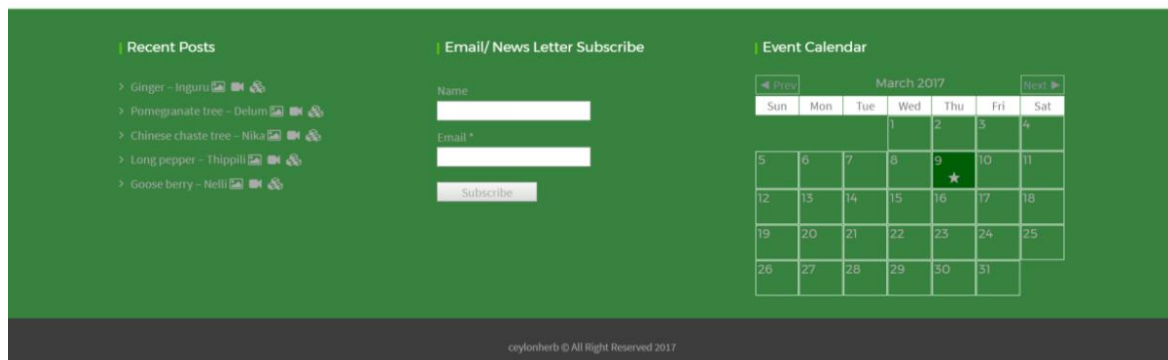 Recent Posts
> Ginger – Inguru
> Pomegranate tree – Delum
> Chinese chaste tree – Nika
> Long pepper – Thippili
> Goose berry – Nelli
Email/ News Letter Subscribe
Name
Email *
Subscribe
Event Calendar
◄ Prev March 2017 Next ►
Sun Mon Tue Wed Thu Fri Sat
1 2 3 4
5 6 7 8 9 10 11
12 13 14 15 16 17 18
19 20 21 22 23 24 25
26 27 28 29 30 31
ceylonherb © All Right Reserved 2017